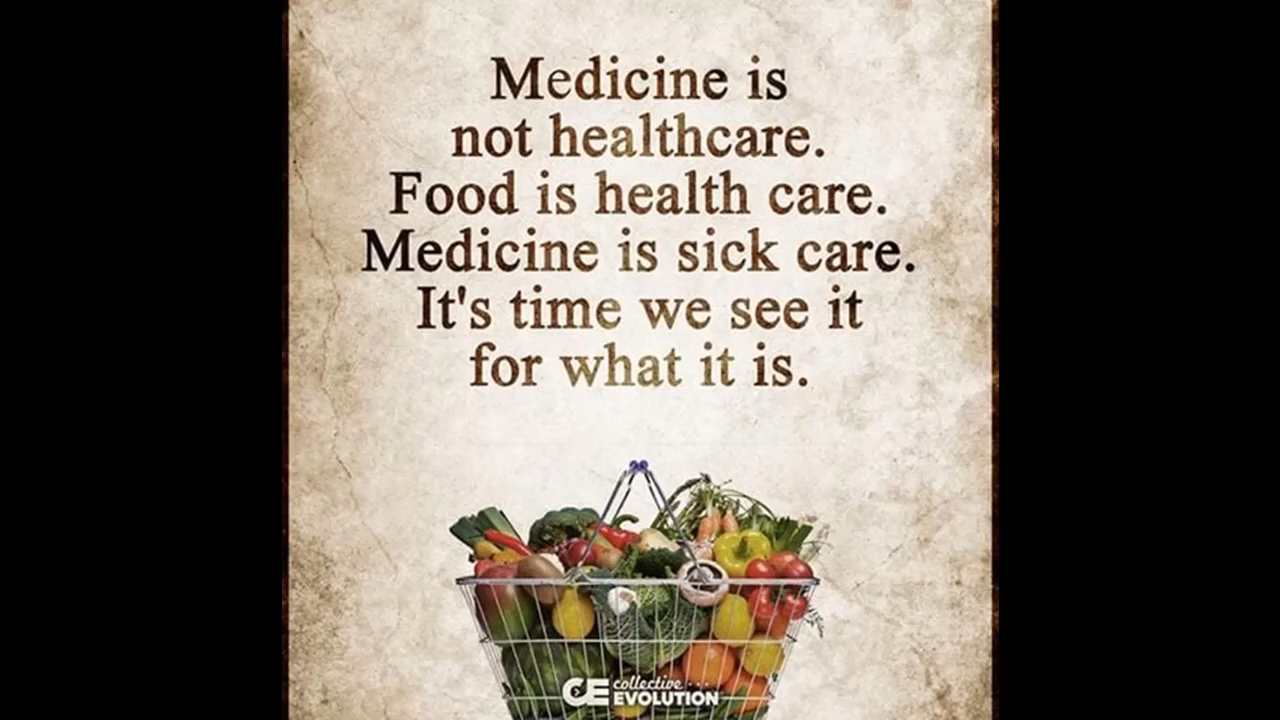 Medicine is
not healthcare.
Food is health care.
Medicine is sick care.
It's time we see it
for what it is.
CE collective
EVOLUTION